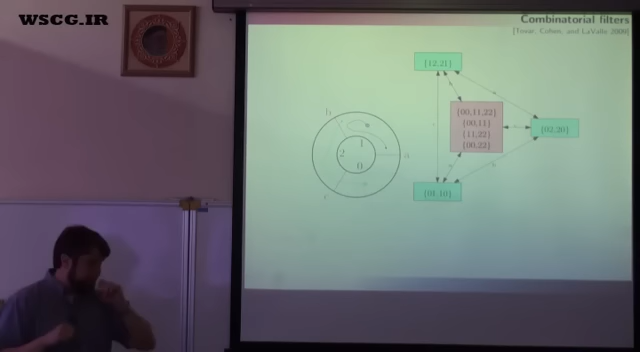 WSCG.IR
Combinatorial filters
[Tovar, Cohen, and LaValle 2009]
{12,21}
{00,11,22}
{00,11}
{11,22}
{00,22}
{02,20}
{01,10}
b
1
2
0
a
c